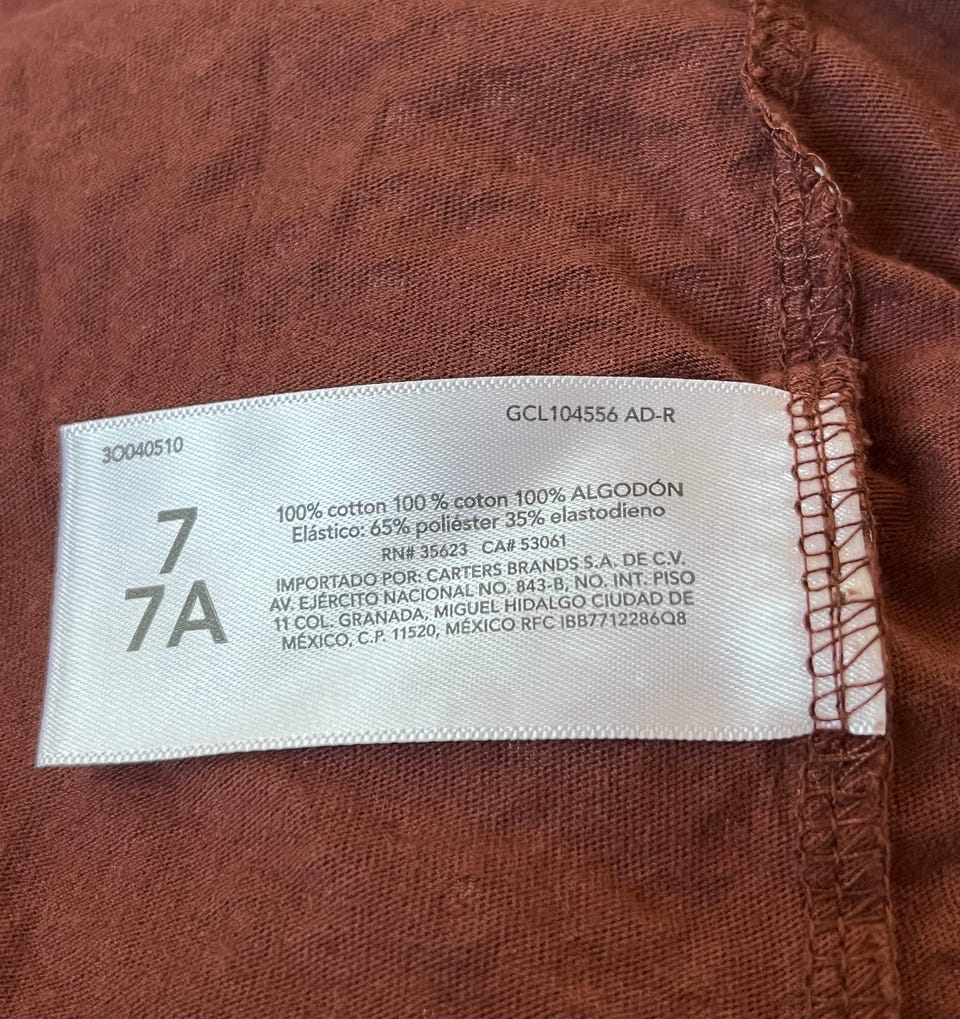 GCL104556 AD-R
3O040510
7
7A
100% cotton 100 % coton 100% ALGODÓN
Elástico: 65% poliéster 35% elastodieno
RN# 35623 CA# 53061
IMPORTADO POR: CARTERS BRANDS S.A. DE C.V.
AV. EJÉRCITO NACIONAL NO. 843-B, NO. INT. PISO
11 COL. GRANADA, MIGUEL HIDALGO CIUDAD DE
MÉXICO, C.P. 11520, MÉXICO RFC IBB7712286Q8